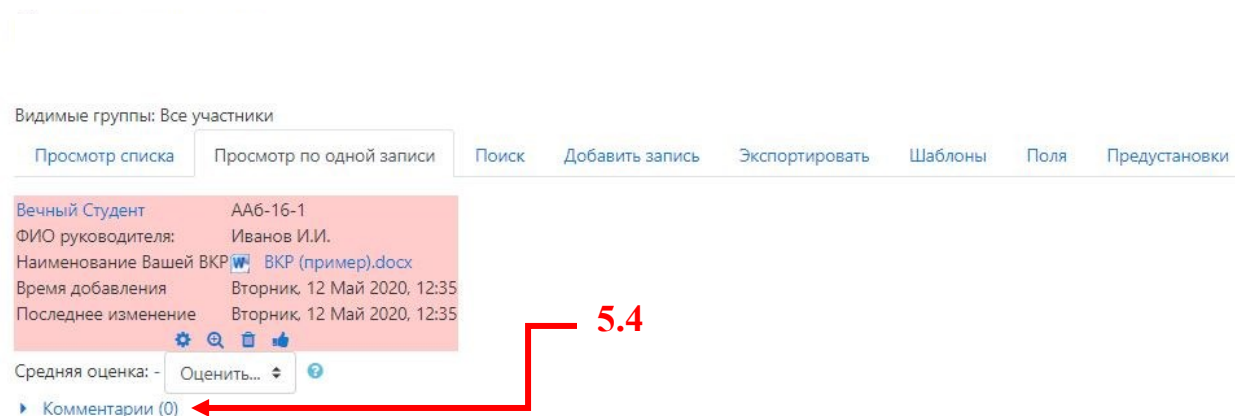 Видимые группы: Все участники
Просмотр списка Просмотр по одной записи Поиск Добавить запись Экспортировать Шаблоны Поля Предустановки
Вечный Студент ААб-16-1
ФИО руководителя: Иванов И.И.
Наименование Вашей ВКР ВКР (пример).docx
Время добавления Вторник, 12 Май 2020, 12:35
Последнее изменение Вторник, 12 Май 2020, 12:35
5.4
Средняя оценка: - Оценить...
Комментарии (0)